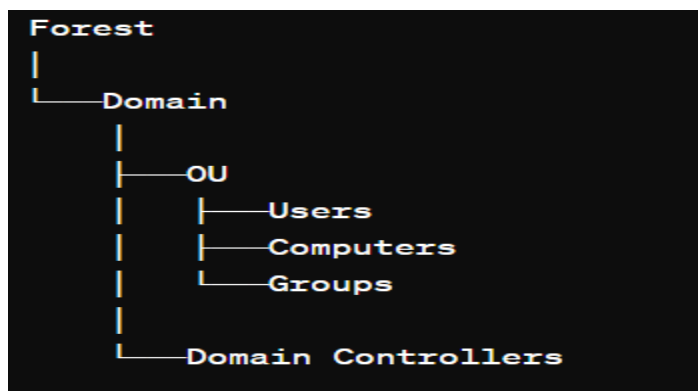 Forest
Domain
OU
Users
Computers
Groups
Domain Controllers